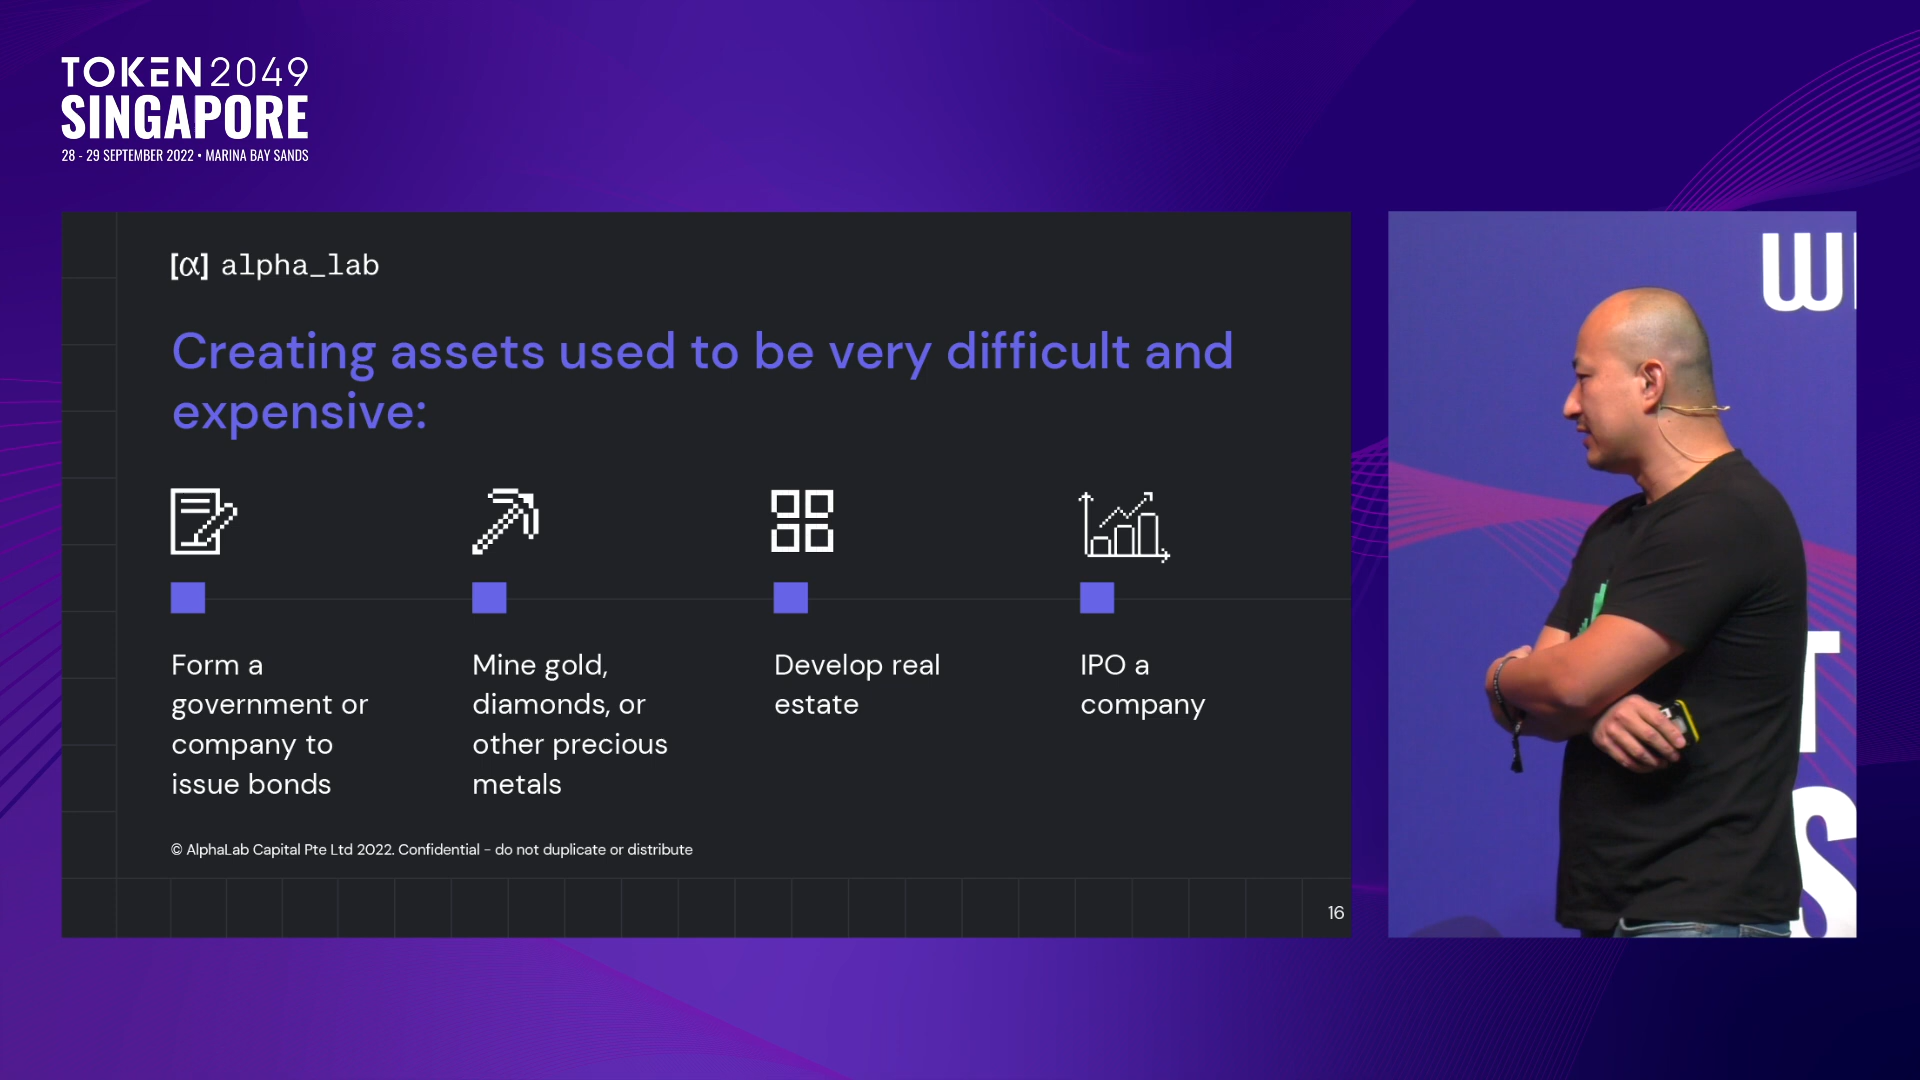 TOKEN2049
SINGAPORE
28 - 29 SEPTEMBER 2022 • MARINA BAY SANDS
[α] alpha_lab
Creating assets used to be very difficult and
expensive:
Form a
government or
company to
issue bonds
Mine gold,
diamonds, or
other precious
metals
Develop real
estate
IPO a
company
© AlphaLab Capital Pte Ltd 2022. Confidential – do not duplicate or distribute
16